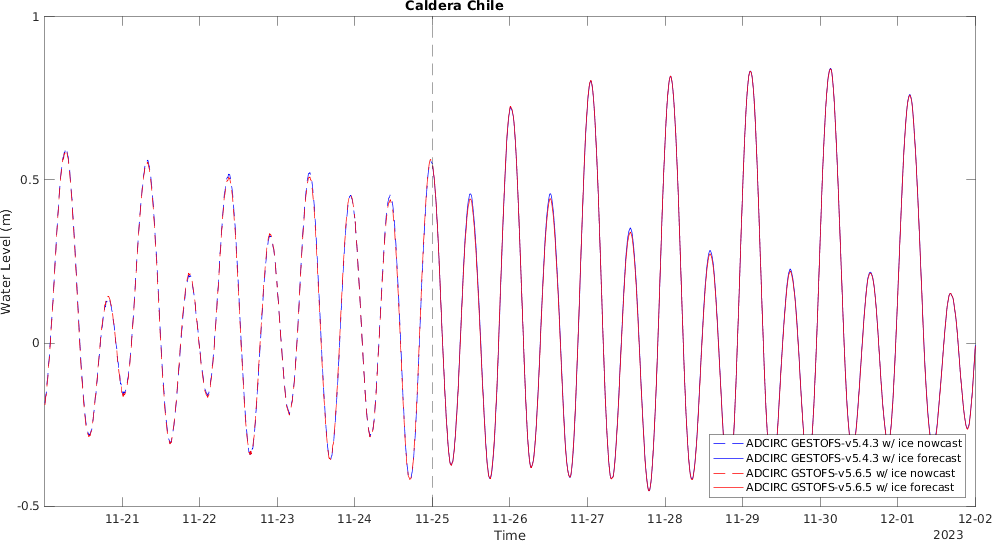 Caldera Chile
1
0.5
0
-0.5
Water Level (m)
ADCIRC GESTOFS-v5.4.3 w/ ice nowcast
ADCIRC GESTOFS-v5.4.3 w/ ice forecast
ADCIRC GSTOFS-v5.6.5 w/ ice nowcast
ADCIRC GSTOFS-v5.6.5 w/ ice forecast
11-21 11-22 11-23 11-24 11-25 11-26 11-27 11-28 11-29 11-30 12-01 12-02
Time
2023